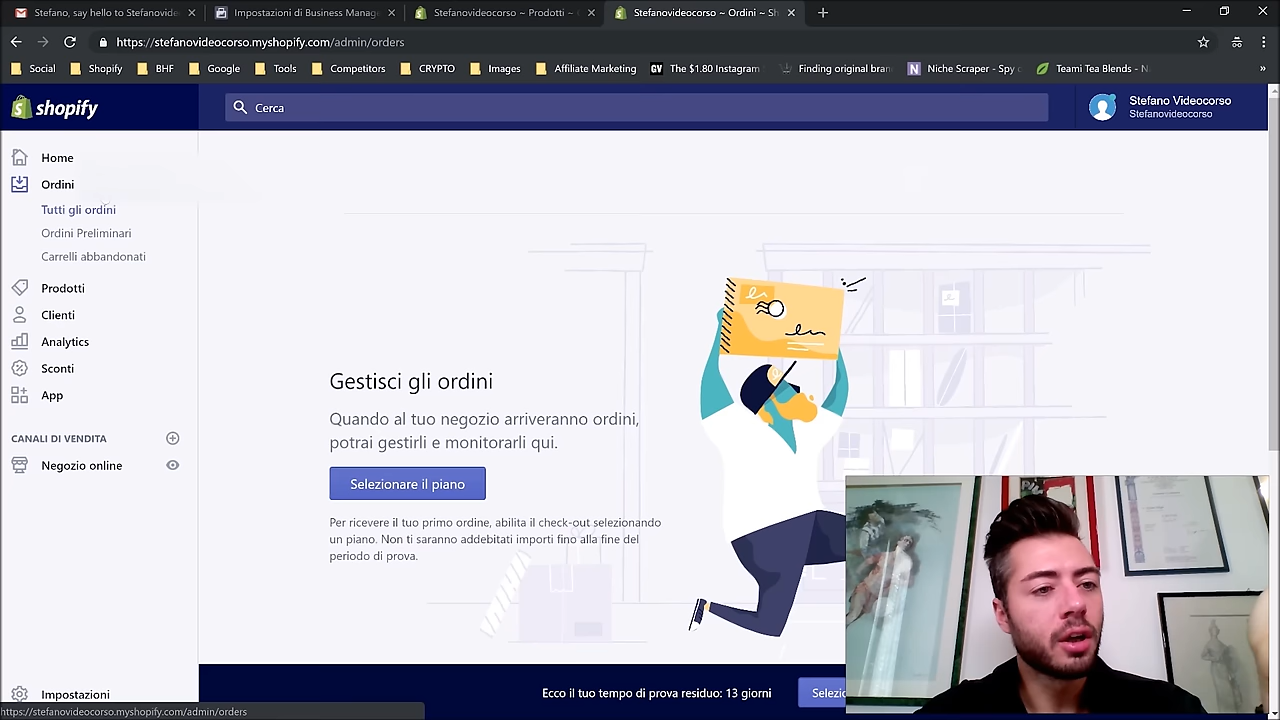 Stefano, say hello to Stefanovide
Impostazioni di Business Manag
Stefanovideocorso ~ Prodotti ~
Stefanovideocorso ~ Ordini ~ Sh
https://stefanovideocorso.myshopify.com/admin/orders
Social
Shopify
BHF
Google
Tools
Competitors
CRYPTO
Images
Affiliate Marketing
GV
The $1.80 Instagram
Finding original bran
N
Niche Scraper - Spy
Teami Tea Blends - N
»
shopify
Cerca
Stefano Videocorso
Stefanovideocorso
Home
Ordini
Tutti gli ordini
Ordini Preliminari
Carrelli abbandonati
Prodotti
Clienti
Analytics
Sconti
App
CANALI DI VENDITA
Negozio online
Gestisci gli ordini
Quando al tuo negozio arriveranno ordini,
potrai gestirli e monitorarli qui.
Selezionare il piano
Per ricevere il tuo primo ordine, abilita il check-out selezionando
un piano. Non ti saranno addebitati importi fino alla fine del
periodo di prova.
Impostazioni
Ecco il tuo tempo di prova residuo: 13 giorni
Selezio
https://stefanovideocorso.myshopify.com/admin/orders